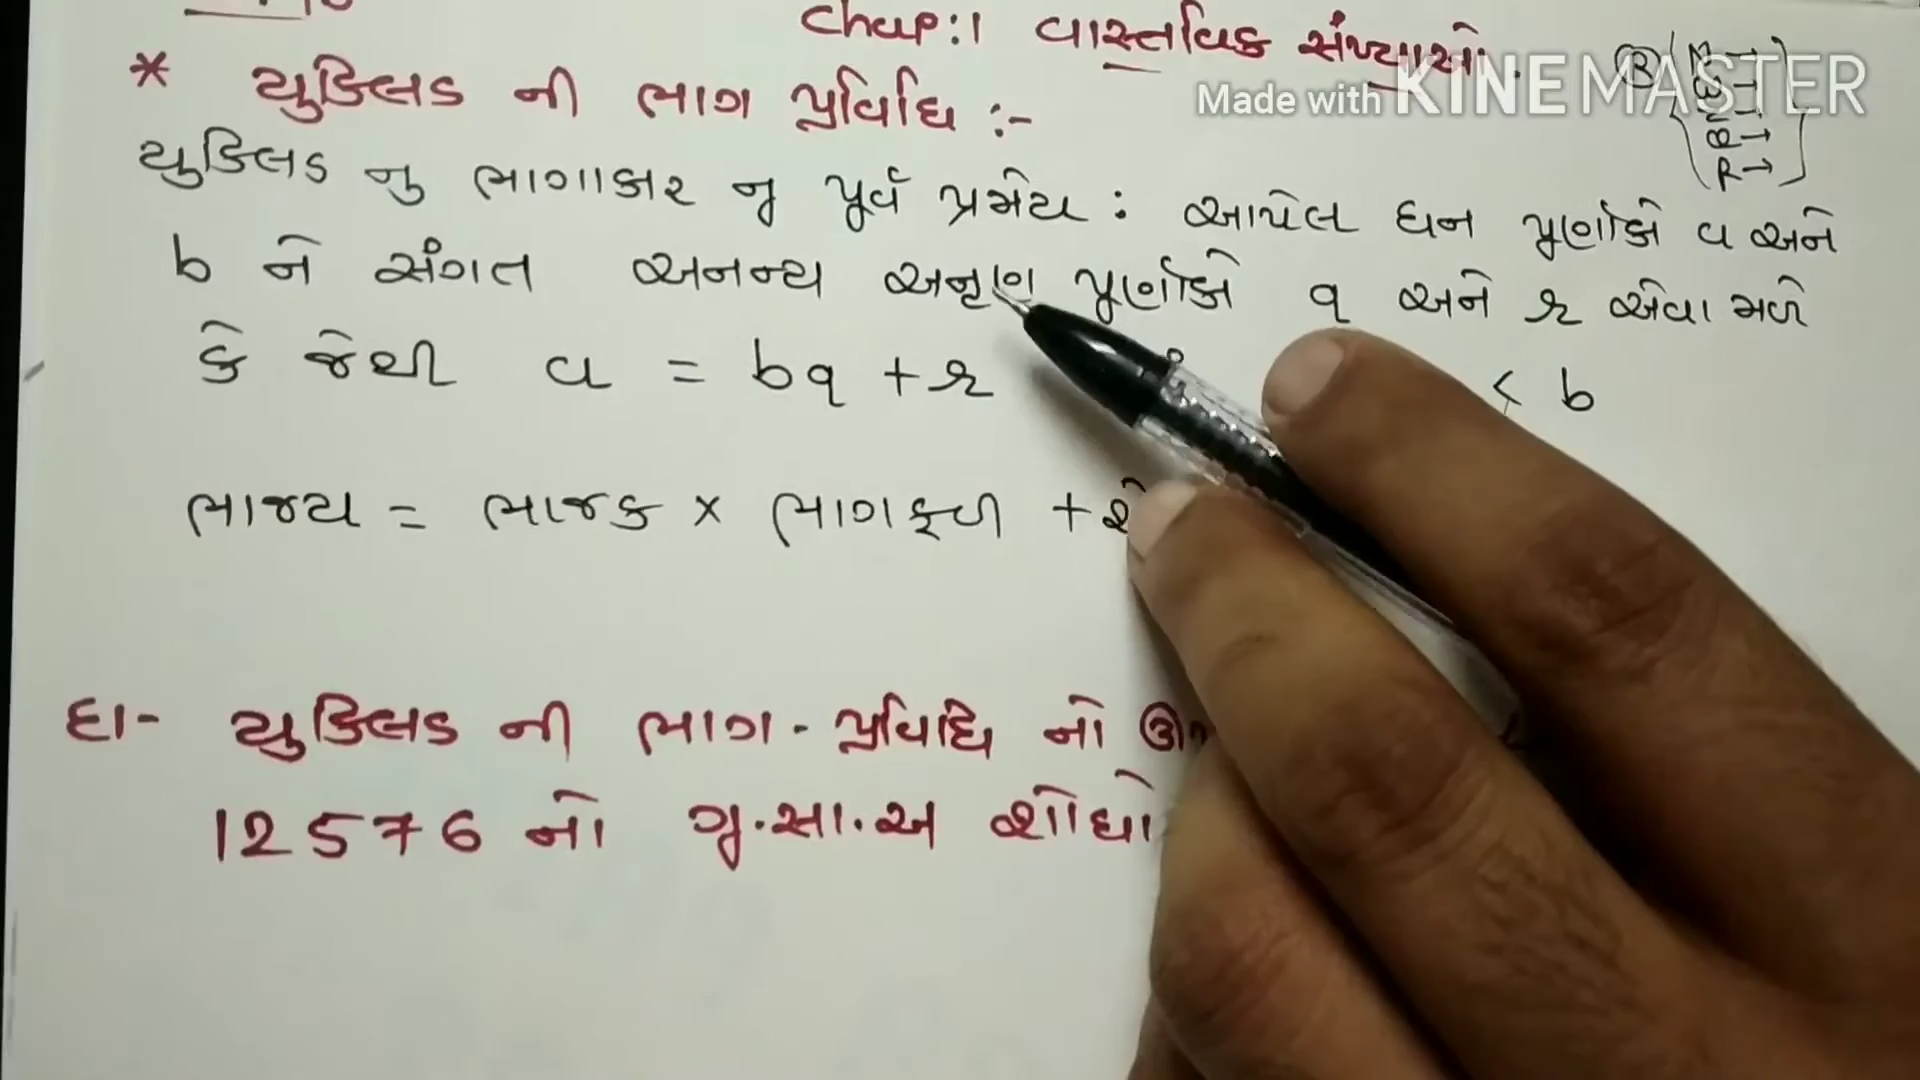 Chap:1 વાસ્તવિક સંખ્યાઓ.
Made with KINEMASTER
* યુક્લિડ ની ભાગ પ્રવિધિ :-
યુક્લિડ નુ ભાગાકાર નૂ પૂર્વ પ્રમેય : આપેલ ઘન પૂર્ણાંકો a અને
b ને સંગત અનન્ય અનૃણ પૂર્ણાંકો q અને r એવા મળે
કે જેથી a = bq + r < b
ભાજ્ય = ભાજક × ભાગફળ +
દા- યુક્લિડ ની ભાગ-પ્રવિધિ નો
12576 નો ગુ.સા.અ શોધો